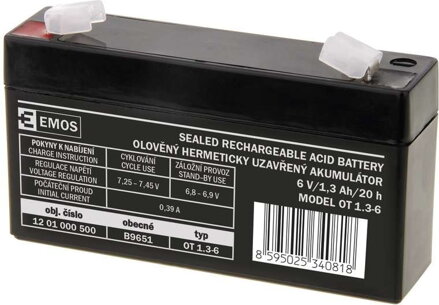 EMOS
SEALED RECHARGEABLE ACID BATTERY
OLOVĚNÝ HERMETICKY UZAVŘENÝ AKUMULÁTOR
6 V/1,3 Ah/20 h
MODEL OT 1.3-6
POKYNY K NABÍJENÍ
CHARGE INSTRUCTION
CYKLOVÁNÍ
CYCLE USE
ZÁLOŽNÍ PROVOZ
STAND-BY USE
REGULACE NAPĚTÍ
VOLTAGE REGULATION
7,25 – 7,45V
6,8 – 6,9V
POČÁTEČNÍ PROUD
INITIAL CURRENT
0,39 A
obj. číslo
obecné
typ
12 01 000 500
B9651
OT 1.3-6
8 595025 340818